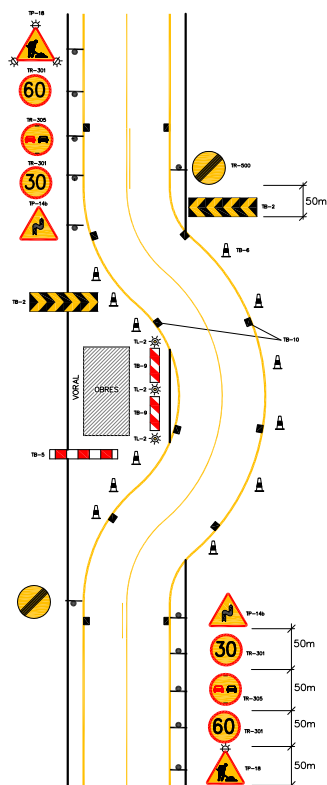 TP-18
TR-301
60
TR-305
TR-301
30
TP-14b
TR-500
50m
TB-2
TB-6
TB-2
TB-10
TL-2
TB-9
VORAL
OBRES
TL-2
TB-9
TL-2
TB-5
TP-14b
50m
30
TR-301
50m
TR-305
50m
60
TR-301
50m
TP-18